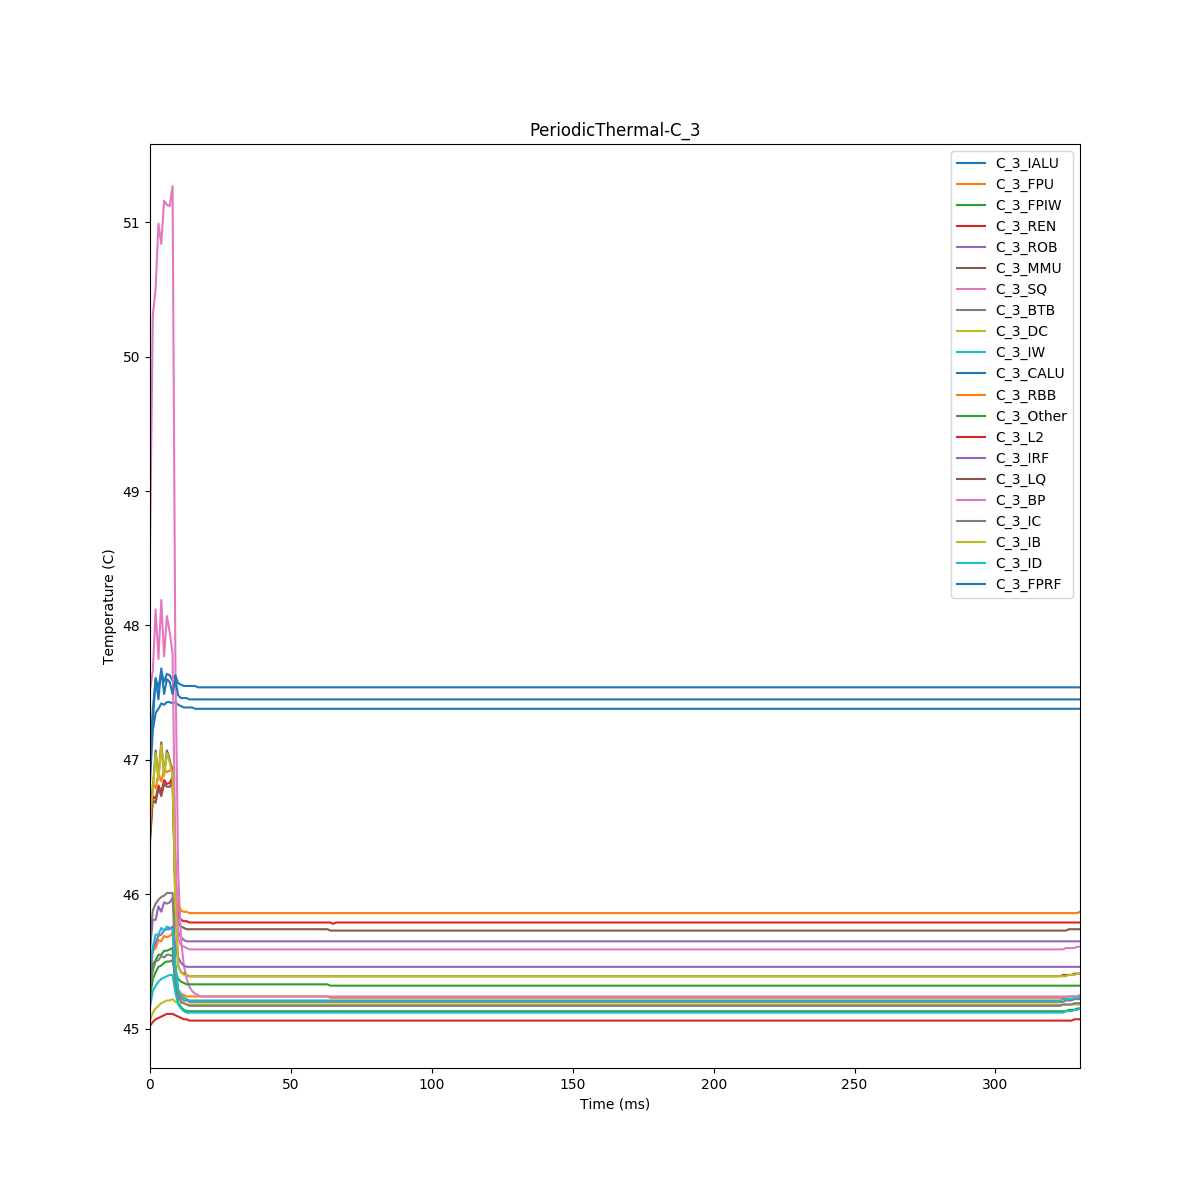 PeriodicThermal-C_3
C_3_IALU
C_3_FPU
C_3_FPIW
C_3_REN
C_3_ROB
C_3_MMU
C_3_SQ
C_3_BTB
C_3_DC
C_3_IW
C_3_CALU
C_3_RBB
C_3_Other
C_3_L2
C_3_IRF
C_3_LQ
C_3_BP
C_3_IC
C_3_IB
C_3_ID
C_3_FPRF
51
50
49
48
47
46
45
Temperature (C)
0 50 100 150 200 250 300
Time (ms)